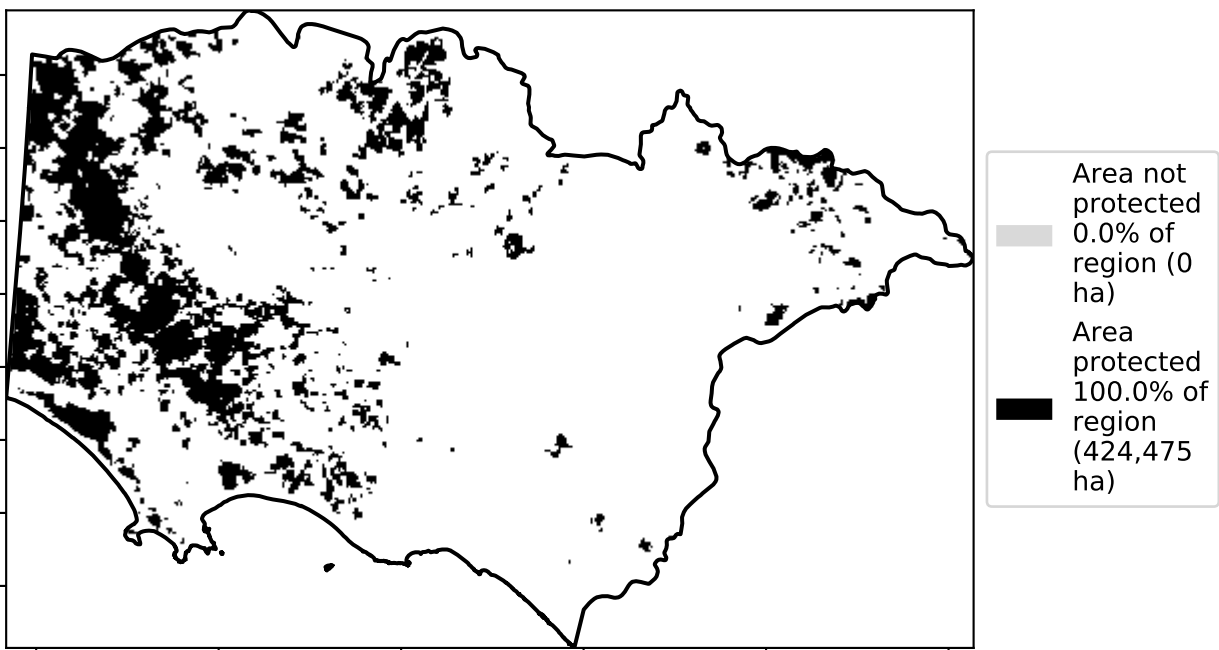 Area not
protected
0.0% of
region (0
ha)
Area
protected
100.0% of
region
(424,475
ha)